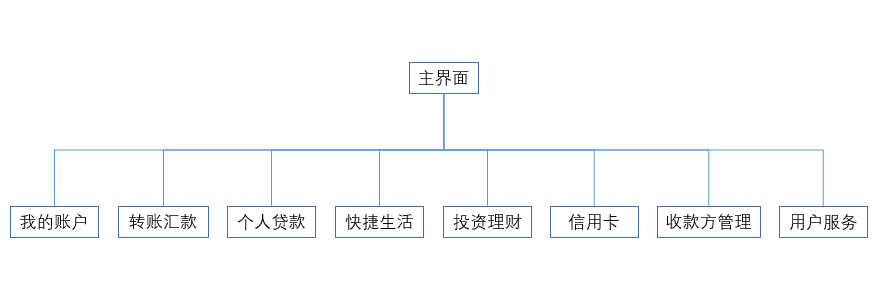 主界面
我的账户
转账汇款
个人贷款
快捷生活
投资理财
信用卡
收款方管理
用户服务